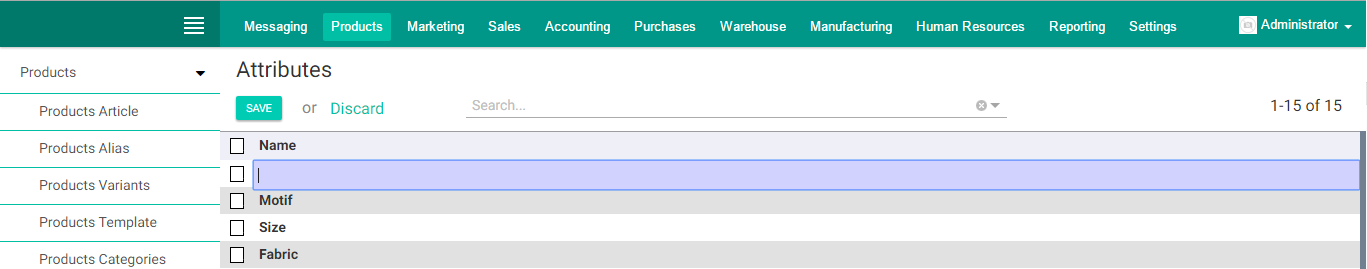 Messaging Products Marketing Sales Accounting Purchases Warehouse Manufacturing Human Resources Reporting Settings Administrator
Products
Attributes
SAVE or Discard Search... 1-15 of 15
Products Article
Products Alias
Products Variants
Products Template
Products Categories
Name
Motif
Size
Fabric